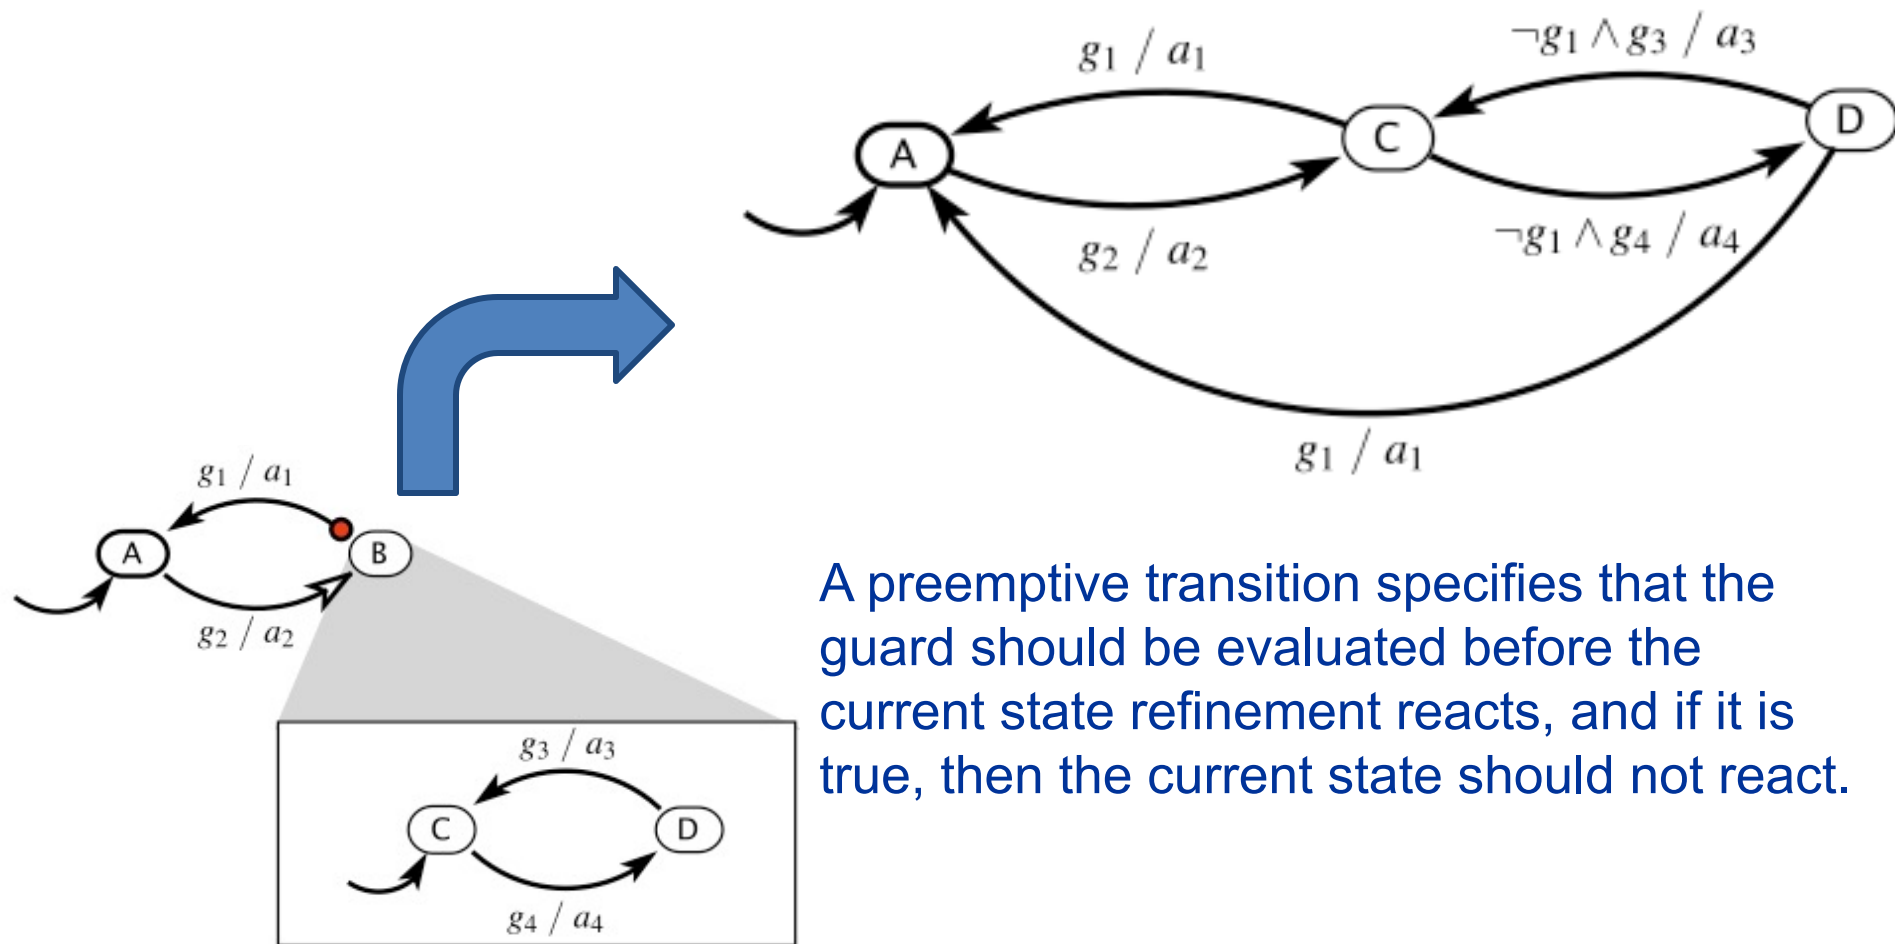 g₁ / a₁
¬g₁ ∧ g₃ / a₃
A
C
D
g₂ / a₂
¬g₁ ∧ g₄ / a₄
g₁ / a₁
g₁ / a₁
A
B
g₂ / a₂
g₃ / a₃
C
D
g₄ / a₄
A preemptive transition specifies that the
guard should be evaluated before the
current state refinement reacts, and if it is
true, then the current state should not react.